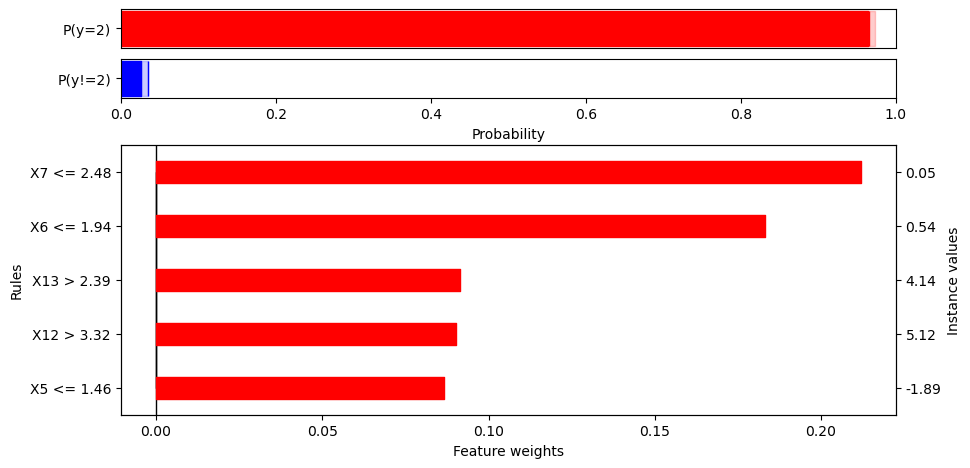 P(y=2)
P(y!=2)
0.0 0.2 0.4 0.6 0.8 1.0
Probability
X7 <= 2.48 0.05
X6 <= 1.94 0.54
X13 > 2.39 4.14
X12 > 3.32 5.12
X5 <= 1.46 -1.89
Rules
Instance values
0.00 0.05 0.10 0.15 0.20
Feature weights